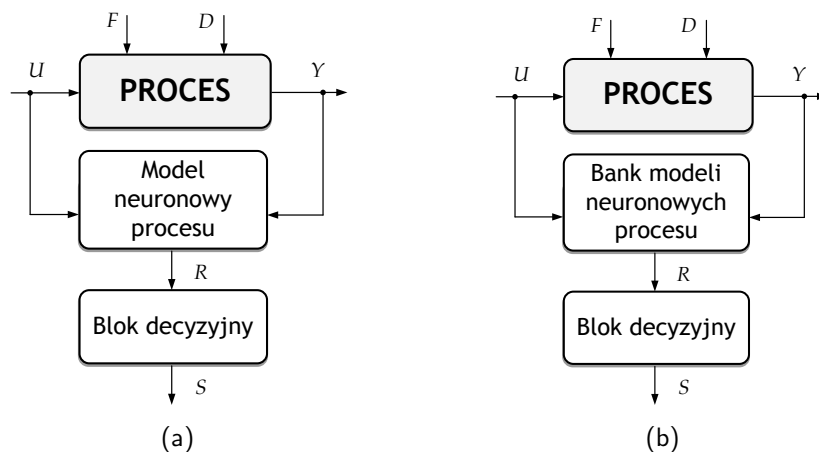 F
D
U
PROCES
Y
Model
neuronowy
procesu
R
Blok decyzyjny
S
(a)
F
D
U
PROCES
Y
Bank modeli
neuronowych
procesu
R
Blok decyzyjny
S
(b)